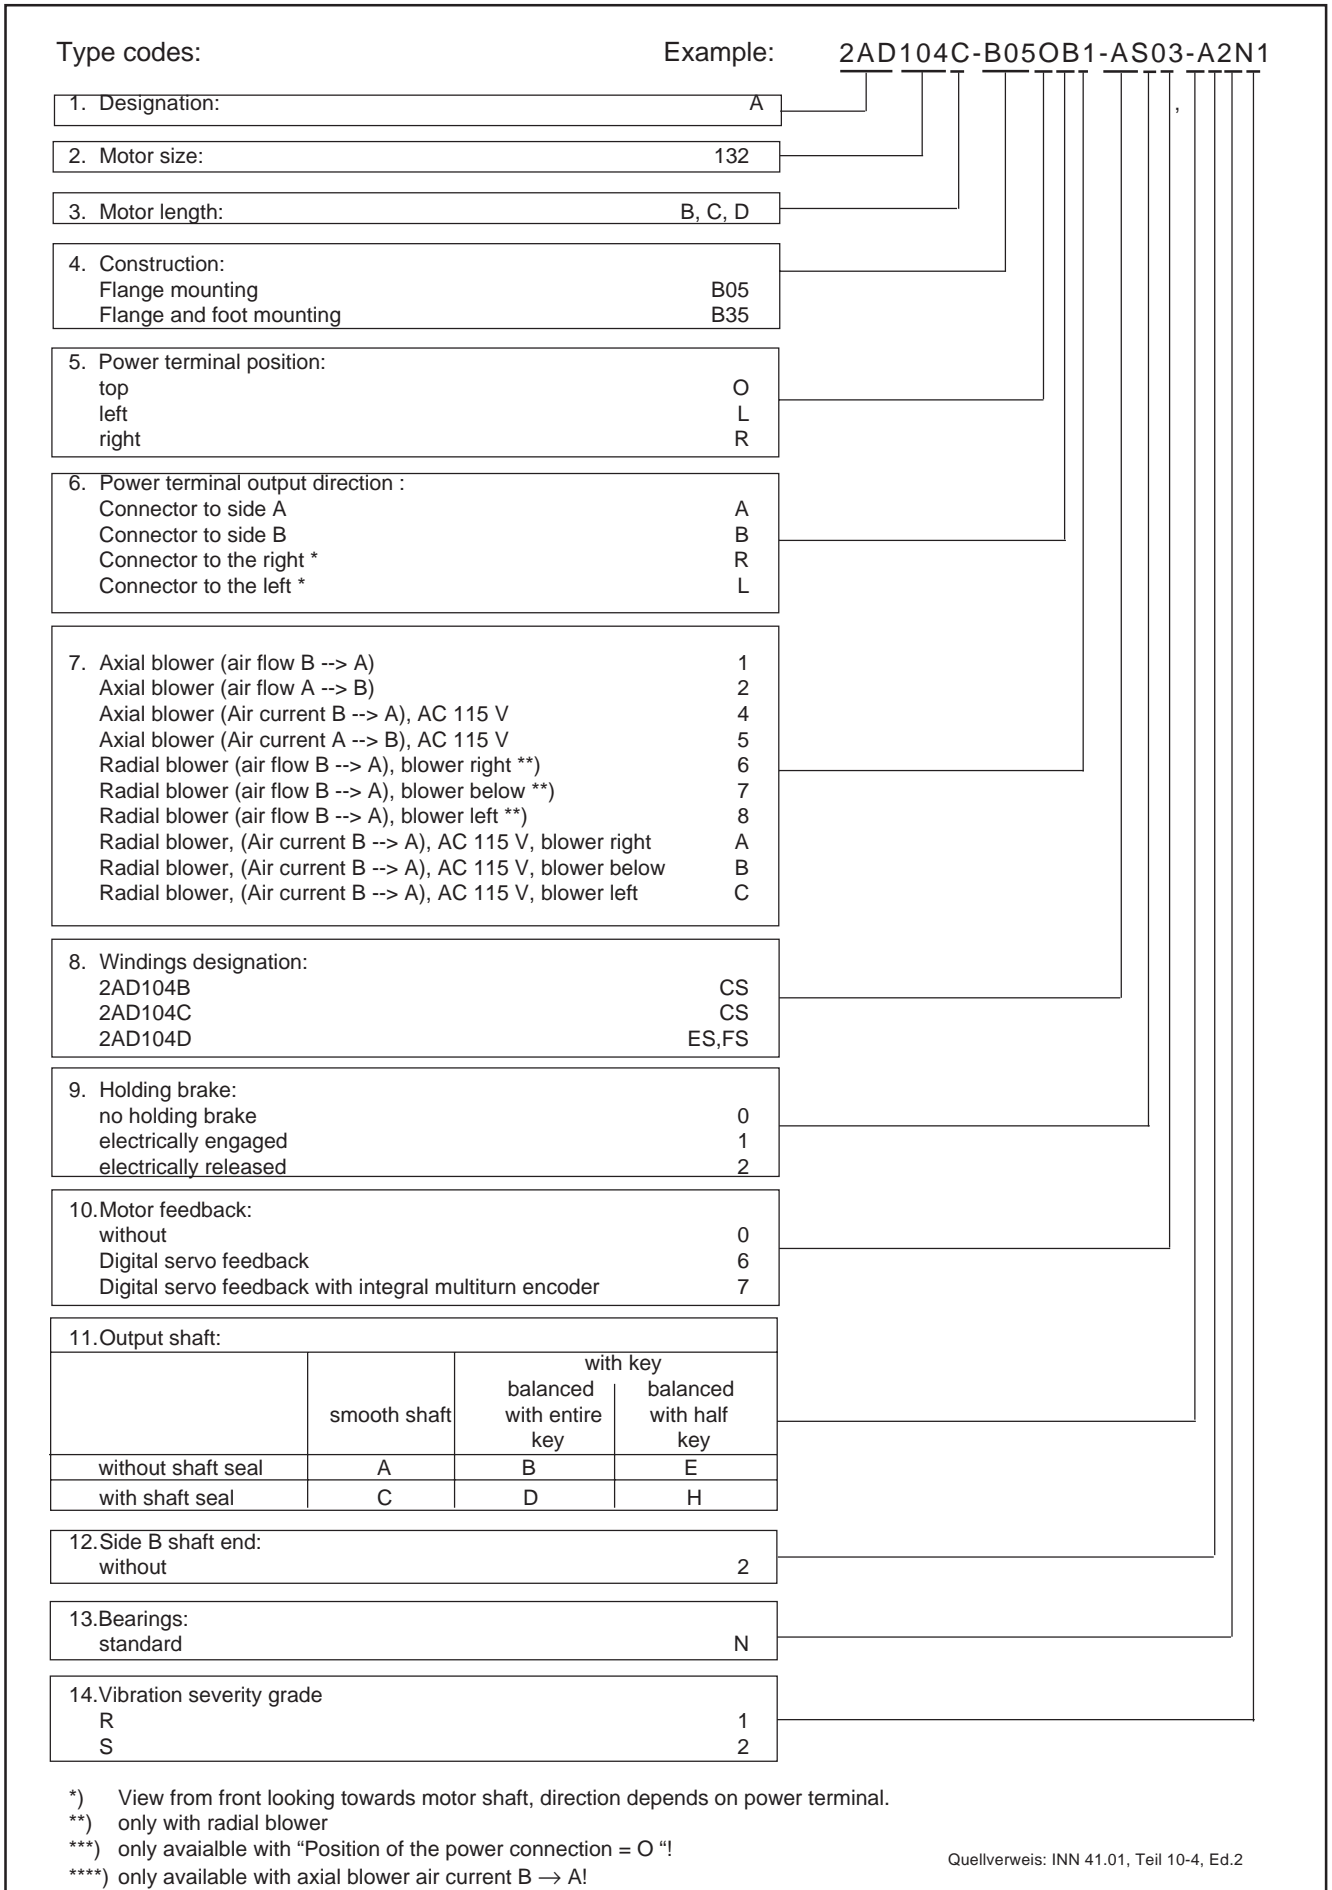 Type codes: Example: 2AD104C-B05OB1-AS03-A2N1
1. Designation: A
,
2. Motor size: 132
3. Motor length: B, C, D
4. Construction:
Flange mounting B05
Flange and foot mounting B35
5. Power terminal position:
top O
left L
right R
6. Power terminal output direction :
Connector to side A A
Connector to side B B
Connector to the right * R
Connector to the left * L
7. Axial blower (air flow B --> A) 1
Axial blower (air flow A --> B) 2
Axial blower (Air current B --> A), AC 115 V 4
Axial blower (Air current A --> B), AC 115 V 5
Radial blower (air flow B --> A), blower right **) 6
Radial blower (air flow B --> A), blower below **) 7
Radial blower (air flow B --> A), blower left **) 8
Radial blower, (Air current B --> A), AC 115 V, blower right A
Radial blower, (Air current B --> A), AC 115 V, blower below B
Radial blower, (Air current B --> A), AC 115 V, blower left C
8. Windings designation:
2AD104B CS
2AD104C CS
2AD104D ES,FS
9. Holding brake:
no holding brake 0
electrically engaged 1
electrically released 2
10.Motor feedback:
without 0
Digital servo feedback 6
Digital servo feedback with integral multiturn encoder 7
11.Output shaft:
with key
balanced balanced
smooth shaft with entire with half
key key
without shaft seal A B E
with shaft seal C D H
12.Side B shaft end:
without 2
13.Bearings:
standard N
14.Vibration severity grade
R 1
S 2
*) View from front looking towards motor shaft, direction depends on power terminal.
**) only with radial blower
***) only avaialble with “Position of the power connection = O “!
****) only available with axial blower air current B → A!
Quellverweis: INN 41.01, Teil 10-4, Ed.2